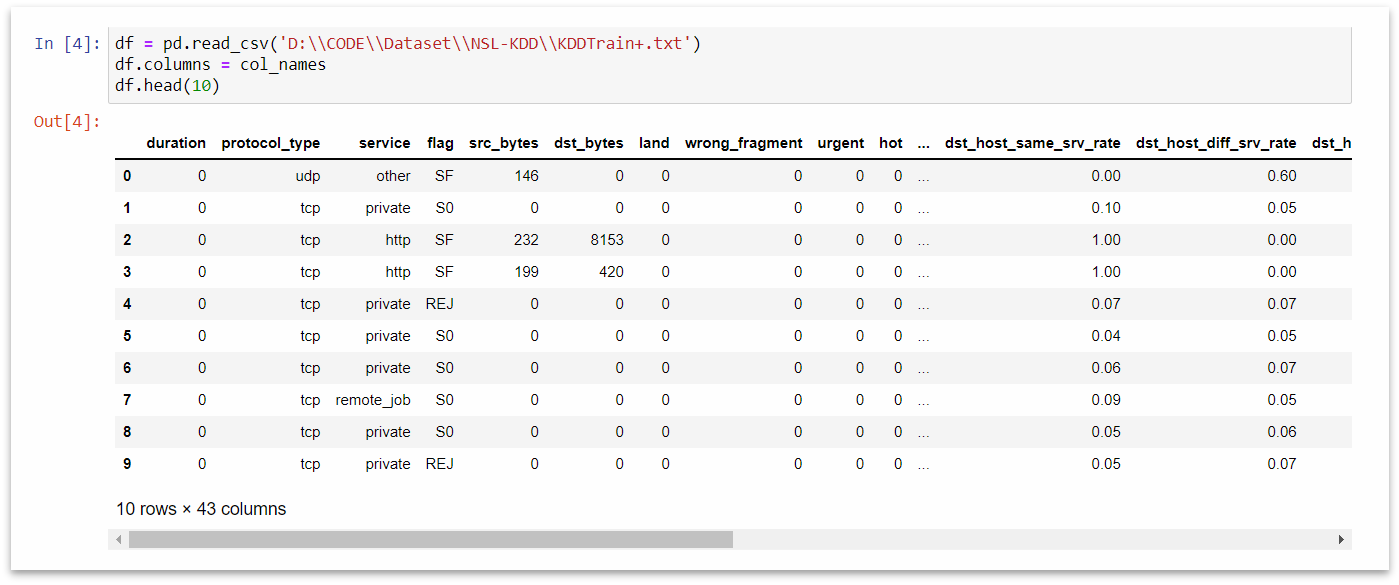 In [4]: df = pd.read_csv('D:\\CODE\\Dataset\\NSL-KDD\\KDDTrain+.txt')
df.columns = col_names
df.head(10)
Out[4]:
duration protocol_type service flag src_bytes dst_bytes land wrong_fragment urgent hot ... dst_host_same_srv_rate dst_host_diff_srv_rate dst_h
0 0 udp other SF 146 0 0 0 0 0 ... 0.00 0.60
1 0 tcp private S0 0 0 0 0 0 0 ... 0.10 0.05
2 0 tcp http SF 232 8153 0 0 0 0 ... 1.00 0.00
3 0 tcp http SF 199 420 0 0 0 0 ... 1.00 0.00
4 0 tcp private REJ 0 0 0 0 0 0 ... 0.07 0.07
5 0 tcp private S0 0 0 0 0 0 0 ... 0.04 0.05
6 0 tcp private S0 0 0 0 0 0 0 ... 0.06 0.07
7 0 tcp remote_job S0 0 0 0 0 0 0 ... 0.09 0.05
8 0 tcp private S0 0 0 0 0 0 0 ... 0.05 0.06
9 0 tcp private REJ 0 0 0 0 0 0 ... 0.05 0.07
10 rows × 43 columns